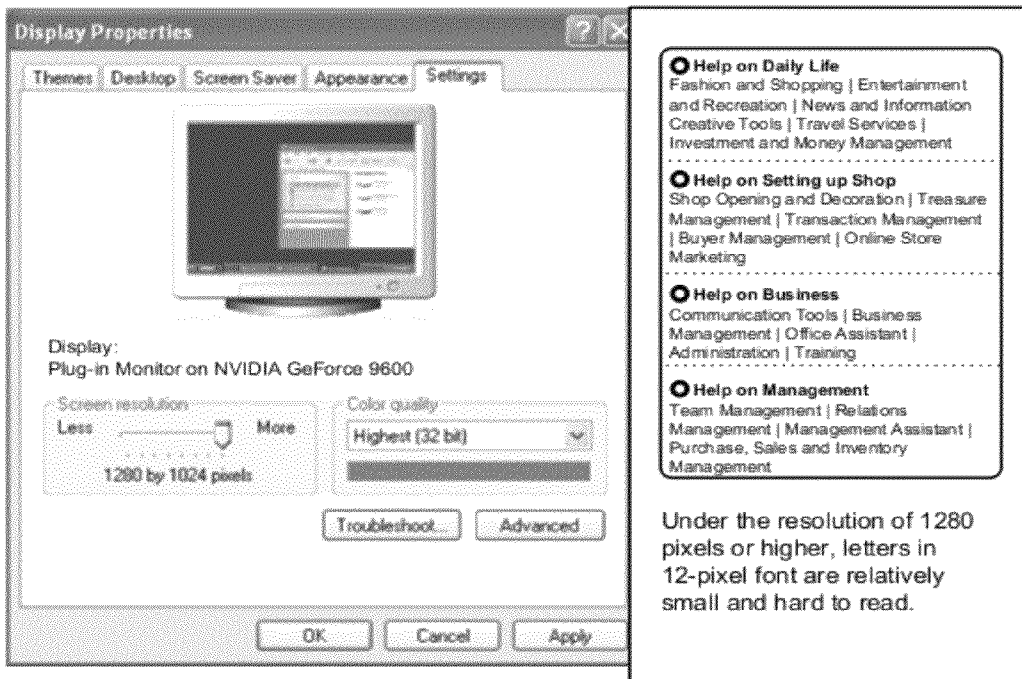 Display Properties
Themes Desktop Screen Saver Appearance Settings
Display:
Plug-in Monitor on NVIDIA GeForce 9600
Screen resolution
Less More
1280 by 1024 pixels
Color quality
Highest (32 bit)
Troubleshoot... Advanced
OK Cancel Apply
Help on Daily Life
Fashion and Shopping | Entertainment
and Recreation | News and Information
Creative Tools | Travel Services |
Investment and Money Management
Help on Setting up Shop
Shop Opening and Decoration | Treasure
Management | Transaction Management
| Buyer Management | Online Store
Marketing
Help on Business
Communication Tools | Business
Management | Office Assistant |
Administration | Training
Help on Management
Team Management | Relations
Management | Management Assistant |
Purchase, Sales and Inventory
Management
Under the resolution of 1280
pixels or higher, letters in
12-pixel font are relatively
small and hard to read.